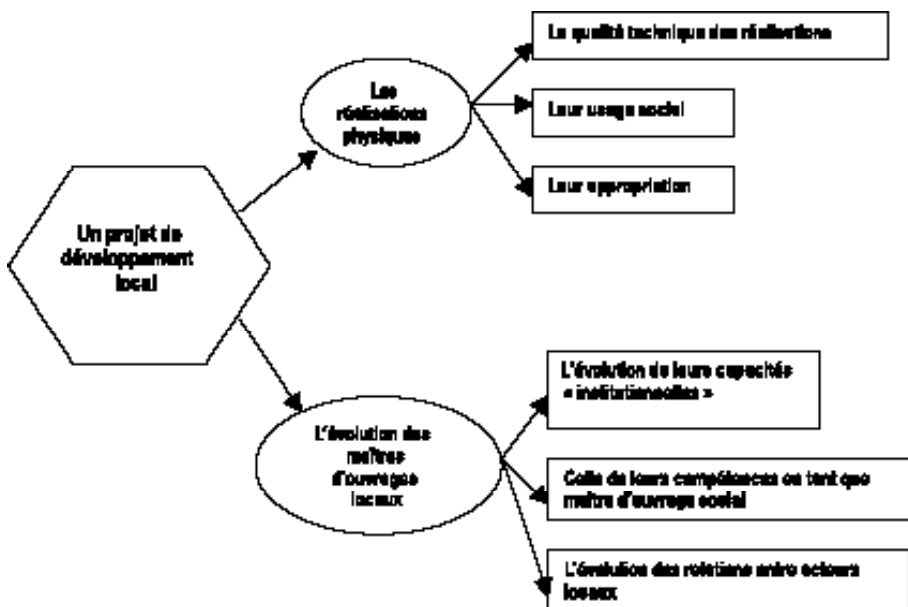 La qualité technique des réalisations
Les
réalisations
physiques
Leur usage social
Leur appropriation
Un projet de
développement
local
L'évolution de leurs capacités
« institutionnelles »
L'évolution des
maîtres
d'ouvrages
locaux
Celle de leurs compétences en tant que
maître d'ouvrage social
L'évolution des relations entre acteurs
locaux